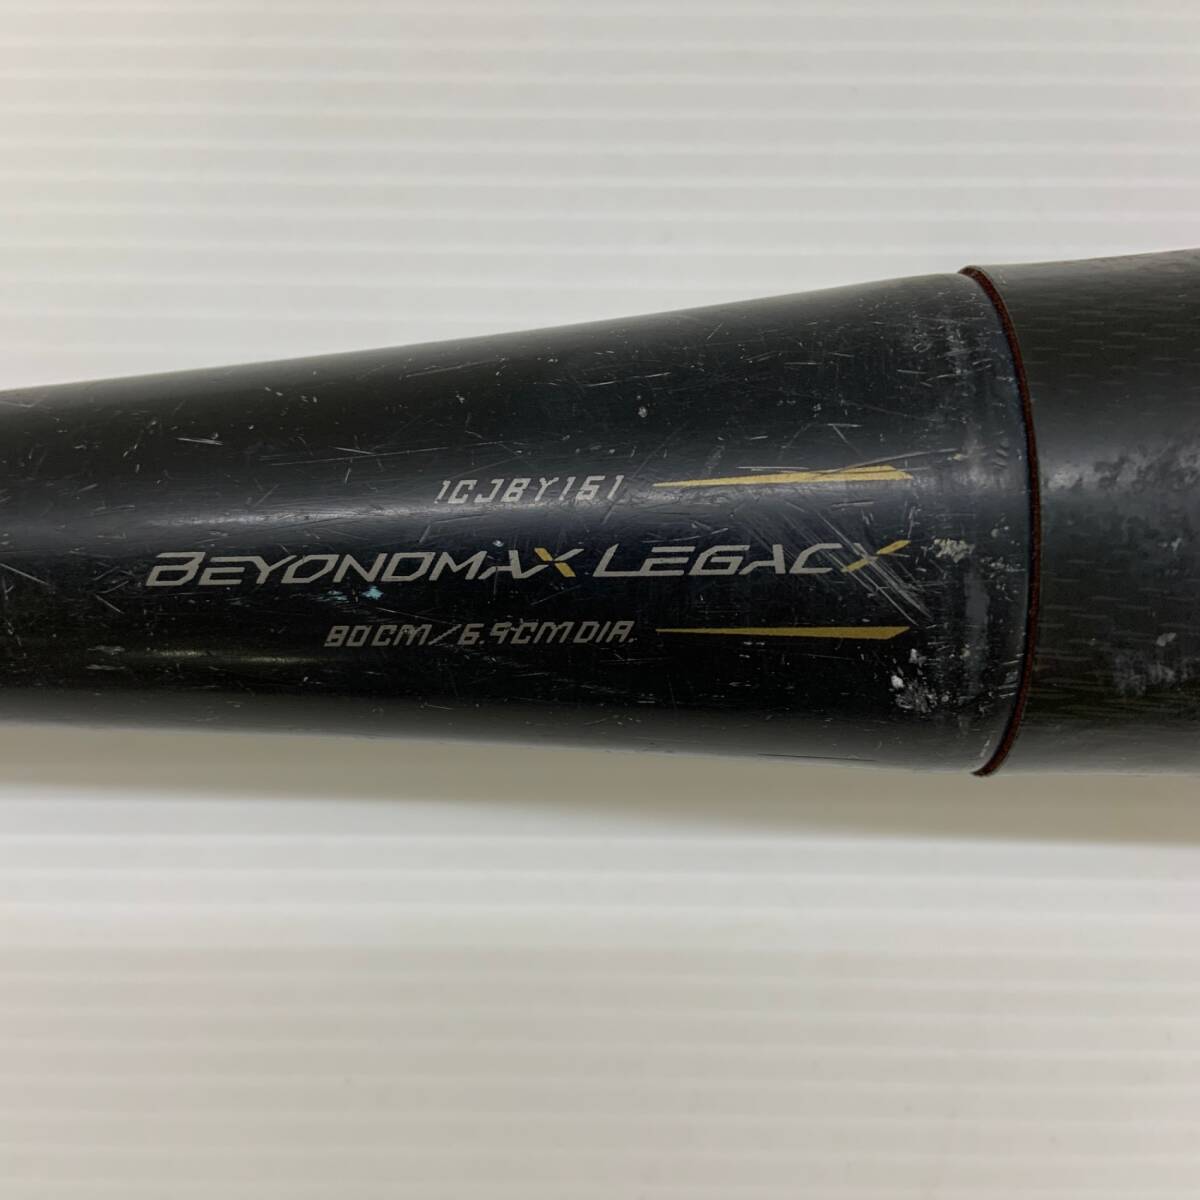 1CJBY151
BEYONDMAX LEGACY
80CM/6.9CMDIA.